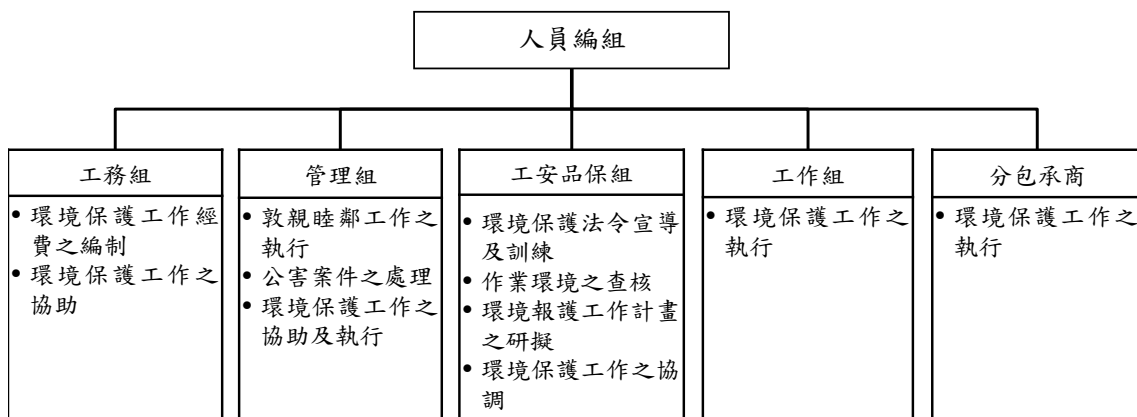 人員編組
工務組
• 環境保護工作經
費之編制
• 環境保護工作之
協助
管理組
• 敦親睦鄰工作之
執行
• 公害案件之處理
• 環境保護工作之
協助及執行
工安品保組
• 環境保護法令宣導
及訓練
• 作業環境之查核
• 環境報護工作計畫
之研擬
• 環境保護工作之協
調
工作組
• 環境保護工作之
執行
分包承商
• 環境保護工作之
執行